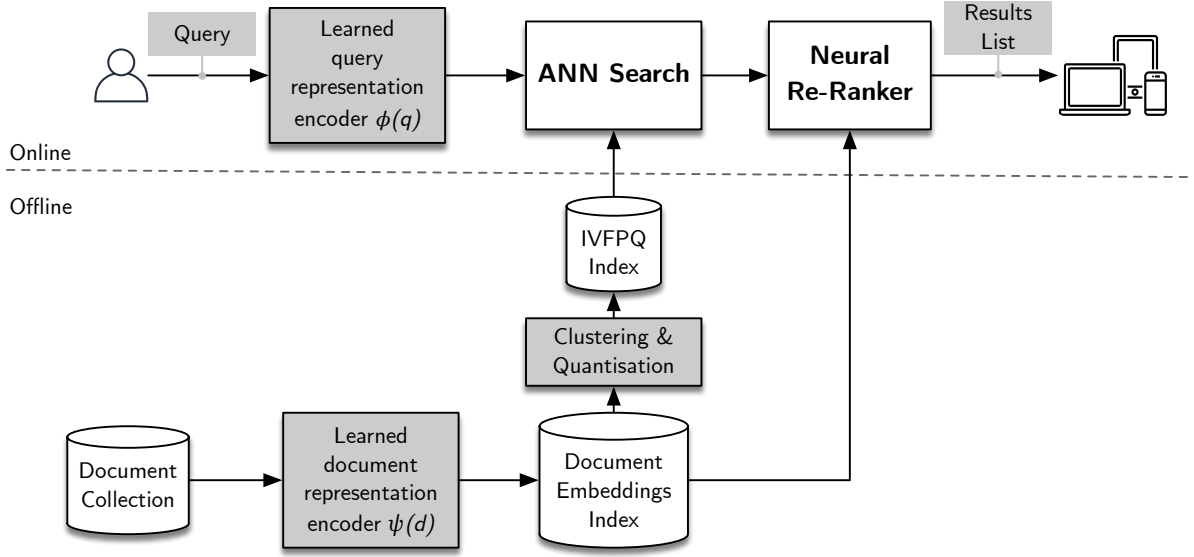 Query
Learned
query
representation
encoder ϕ(q)
ANN Search
Neural
Re-Ranker
Results
List
Online
Offline
IVFPQ
Index
Clustering &
Quantisation
Document
Collection
Learned
document
representation
encoder ψ(d)
Document
Embeddings
Index